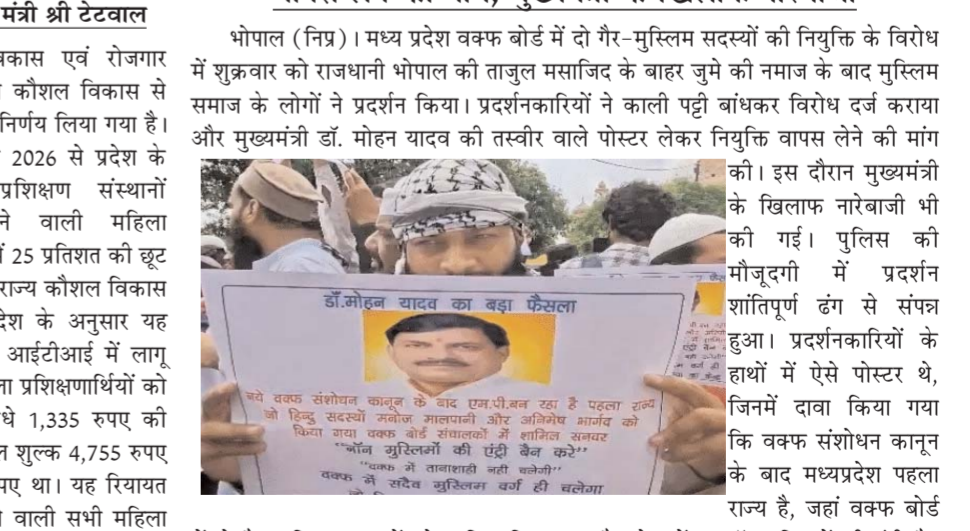 मंत्री श्री टेटवाल
वकास एवं रोजगार
कौशल विकास से
निर्णय लिया गया है।
2026 से प्रदेश के
प्रशिक्षण संस्थानों
ने वाली महिला
में 25 प्रतिशत की छूट
राज्य कौशल विकास
देश के अनुसार यह
आईटीआई में लागू
ला प्रशिक्षणार्थियों को
धे 1,335 रुपए की
ल शुल्क 4,755 रुपए
पए था। यह रियायत
वाली सभी महिला
भोपाल (निप्र)। मध्य प्रदेश वक्फ बोर्ड में दो गैर-मुस्लिम सदस्यों की नियुक्ति के विरोध
में शुक्रवार को राजधानी भोपाल की ताजुल मसाजिद के बाहर जुमे की नमाज के बाद मुस्लिम
समाज के लोगों ने प्रदर्शन किया। प्रदर्शनकारियों ने काली पट्टी बांधकर विरोध दर्ज कराया
और मुख्यमंत्री डॉ. मोहन यादव की तस्वीर वाले पोस्टर लेकर नियुक्ति वापस लेने की मांग
की। इस दौरान मुख्यमंत्री
के खिलाफ नारेबाजी भी
की गई। पुलिस की
मौजूदगी में प्रदर्शन
शांतिपूर्ण ढंग से संपन्न
हुआ। प्रदर्शनकारियों के
हाथों में ऐसे पोस्टर थे,
जिनमें दावा किया गया
कि वक्फ संशोधन कानून
के बाद मध्यप्रदेश पहला
राज्य है, जहां वक्फ बोर्ड
डॉ.मोहन यादव का बड़ा फैसला
नये वक्फ संशोधन कानून के बाद एम.पी.बन रहा है पहला राज्य
जो हिन्दु सदस्यों मनोज मालपानी और अनिमेष भार्गव को
किया गया वक्फ बोर्ड संचालकों में शामिल सनवर
"नॉन मुस्लिमों की एंट्री बैन करे"
"वक्फ में तानाशाही नही चलेगी"
वक्फ में सदैव मुस्लिम वर्ग ही चलेगा